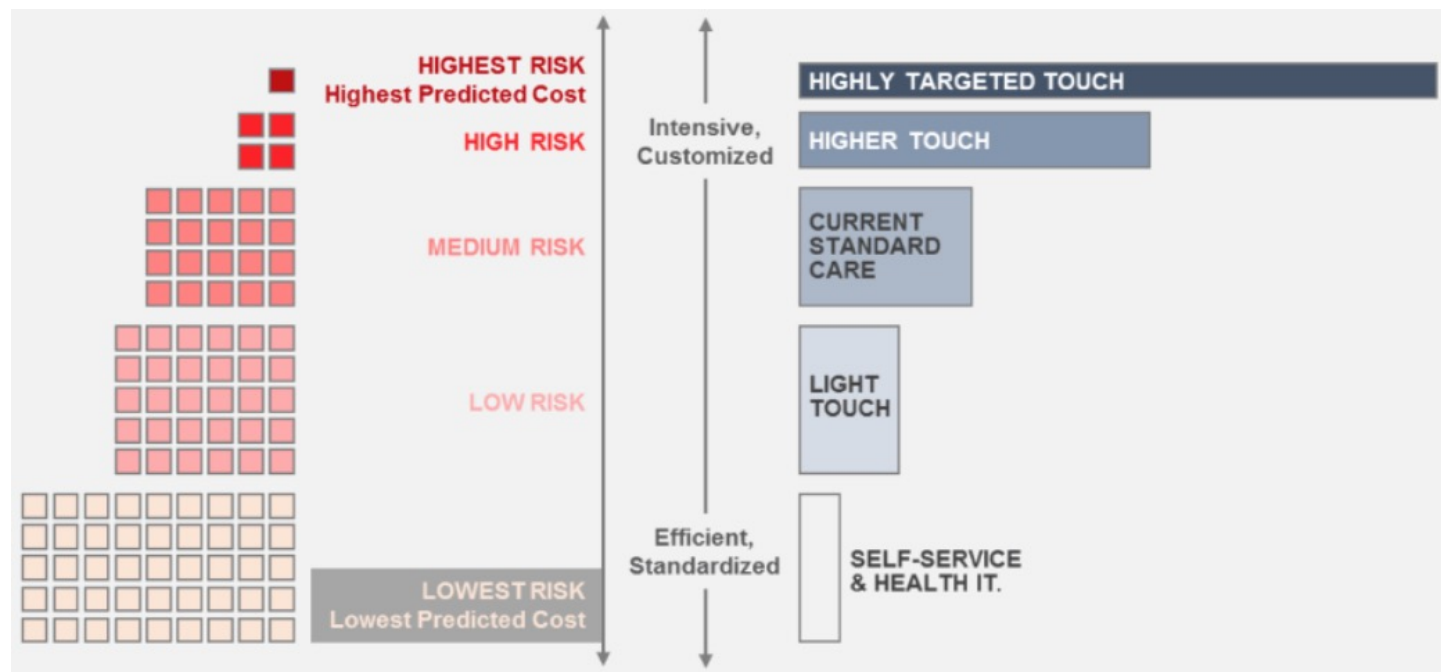 HIGHEST RISK
Highest Predicted Cost
HIGH RISK
MEDIUM RISK
LOW RISK
LOWEST RISK
Lowest Predicted Cost
Intensive,
Customized
Efficient,
Standardized
HIGHLY TARGETED TOUCH
HIGHER TOUCH
CURRENT
STANDARD
CARE
LIGHT
TOUCH
SELF-SERVICE
& HEALTH IT.